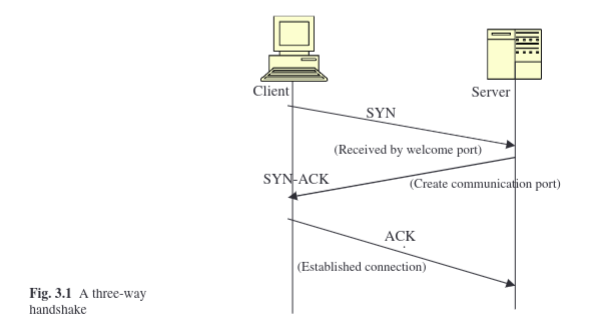 Client
Server
SYN
(Received by welcome port)
SYN-ACK
(Create communication port)
ACK
(Established connection)
Fig. 3.1 A three-way
handshake